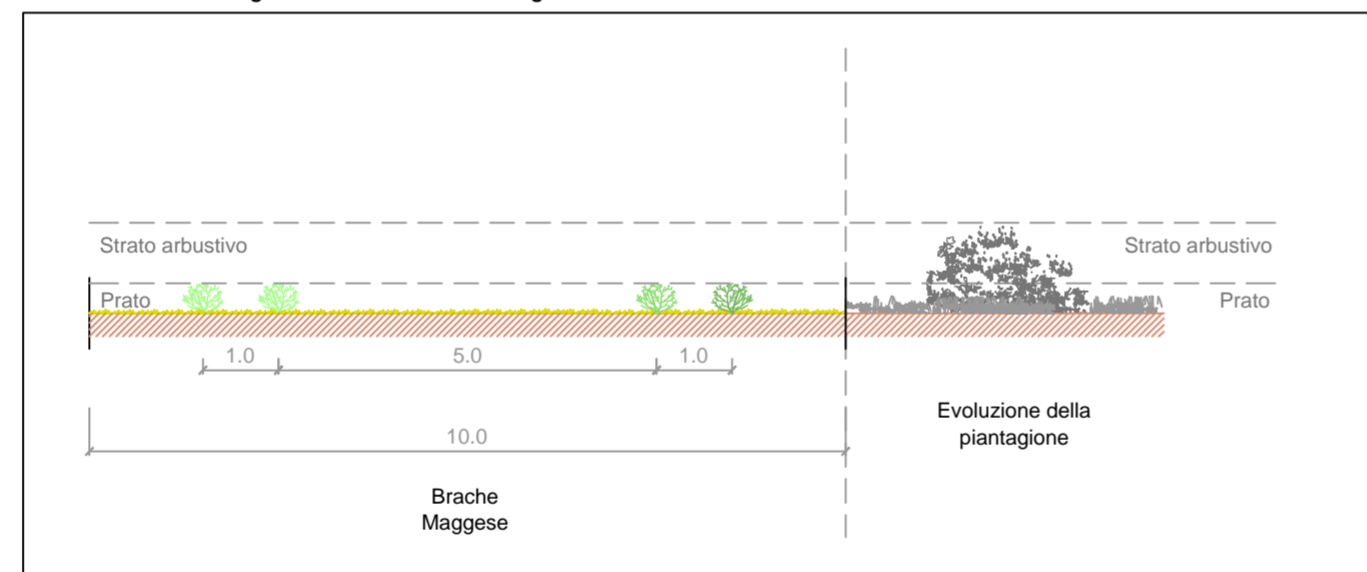 Strato arbustivo
Strato arbustivo
Prato
Prato
1.0
5.0
1.0
10.0
Evoluzione della
piantagione
Brache
Maggese